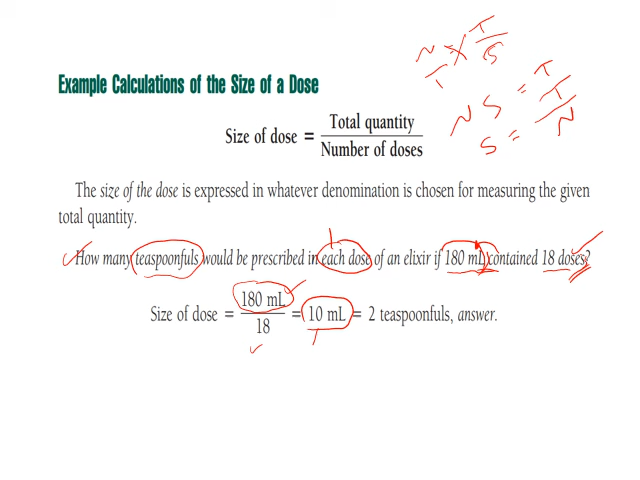 N/1 = T/S
Example Calculations of the Size of a Dose
N S = T
S = T/N
Size of dose = Total quantity / Number of doses
The size of the dose is expressed in whatever denomination is chosen for measuring the given
total quantity.
How many teaspoonfuls would be prescribed in each dose of an elixir if 180 mL contained 18 doses?
Size of dose = 180 mL / 18 = 10 mL = 2 teaspoonfuls, answer.